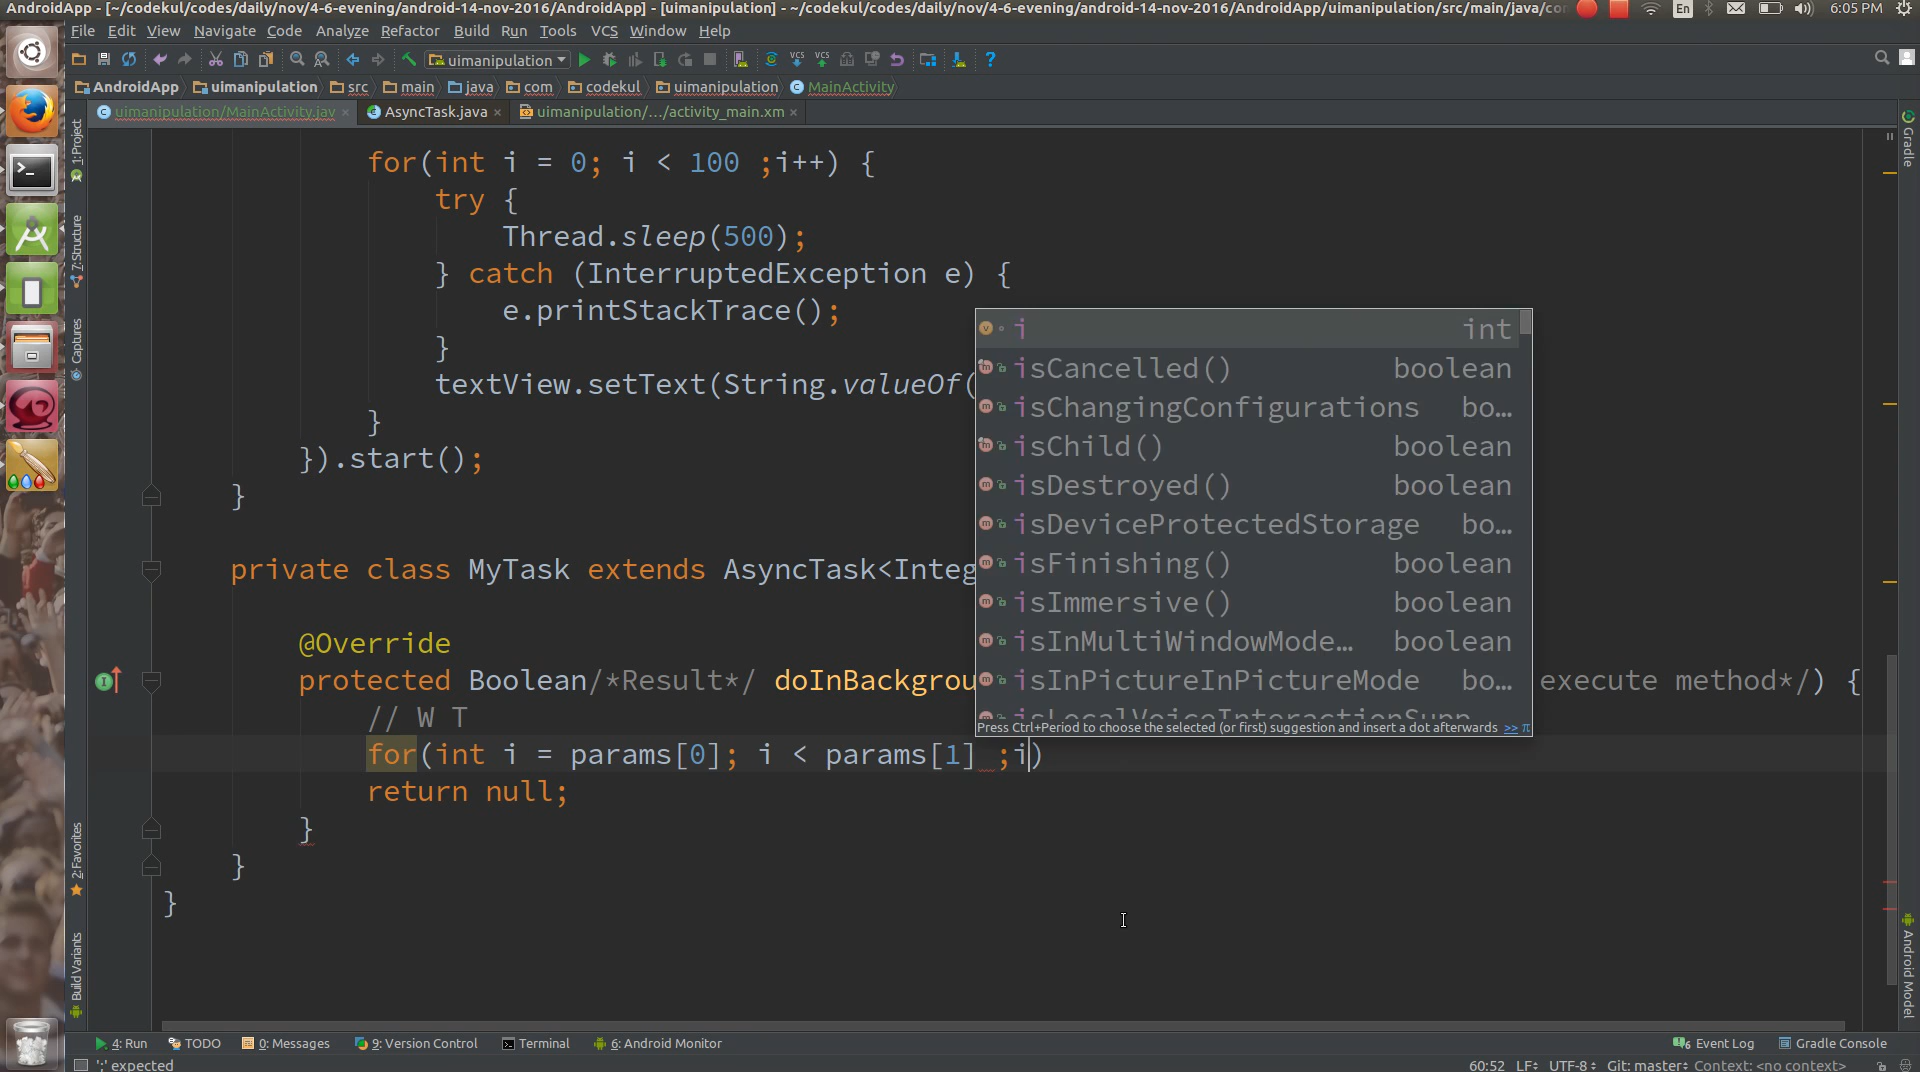 AndroidApp - [~/codekul/codes/daily/nov/4-6-evening/android-14-nov-2016/AndroidApp] - [uimanipulation] - ~/codekul/codes/daily/nov/4-6-evening/android-14-nov-2016/AndroidApp/uimanipulation/src/main/java/co En 6:05 PM
File Edit View Navigate Code Analyze Refactor Build Run Tools VCS Window Help
uimanipulation VCS VCS ?
AndroidApp uimanipulation src main java com codekul uimanipulation MainActivity
uimanipulation/MainActivity.jav × AsyncTask.java × uimanipulation/.../activity_main.xm ×
1: Project
7: Structure
Captures
2: Favorites
Build Variants
Gradle
Android Model
for(int i = 0; i < 100 ;i++) {
try {
Thread.sleep(500);
} catch (InterruptedException e) {
e.printStackTrace();
}
textView.setText(String.valueOf(
}
}).start();
}
private class MyTask extends AsyncTask<Integ
@Override
protected Boolean/*Result*/ doInBackgrou execute method*/) {
// W T
for(int i = params[0]; i < params[1] ;i)
return null;
}
}
}
i int
isCancelled() boolean
isChangingConfigurations bo…
isChild() boolean
isDestroyed() boolean
isDeviceProtectedStorage bo…
isFinishing() boolean
isImmersive() boolean
isInMultiWindowMode… boolean
isInPictureInPictureMode bo…
isLocalVoiceInteractionSupp
Press Ctrl+Period to choose the selected (or first) suggestion and insert a dot afterwards >> π
4: Run TODO 0: Messages 9: Version Control Terminal 6: Android Monitor Event Log Gradle Console
';' expected 60:52 LF÷ UTF-8÷ Git: master÷ Context: <no context>